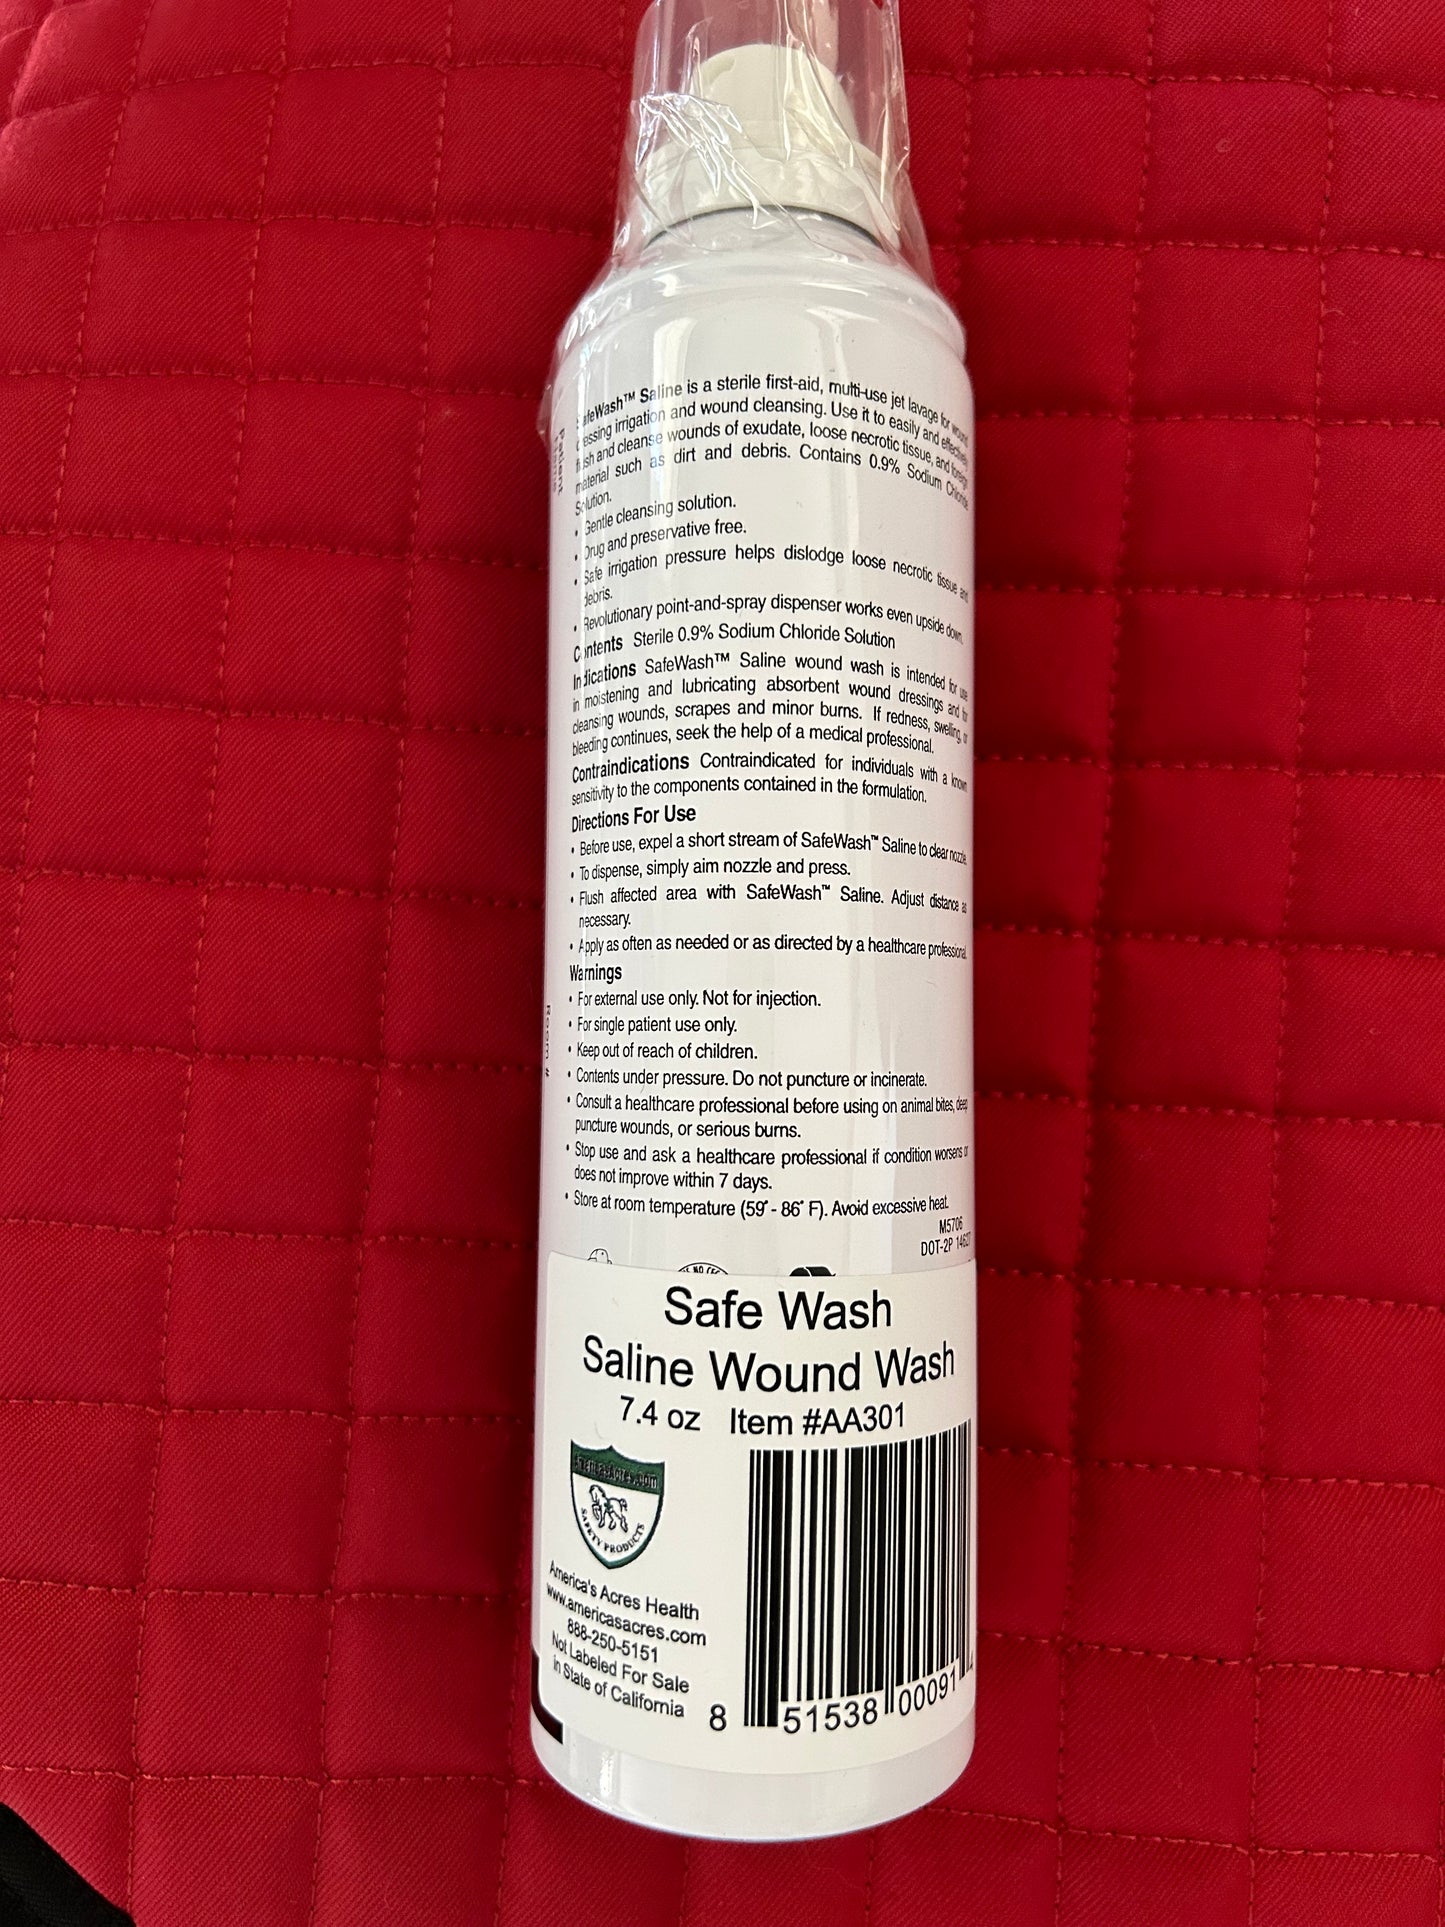 SafeWash™ Saline is a sterile first-aid, multi-use jet lavage for wound
dressing irrigation and wound cleansing. Use it to easily and effectively
flush and cleanse wounds of exudate, loose necrotic tissue, and foreign
material such as dirt and debris. Contains 0.9% Sodium Chloride
Solution.
• Gentle cleansing solution.
• Drug and preservative free.
• Safe irrigation pressure helps dislodge loose necrotic tissue and
debris.
• Revolutionary point-and-spray dispenser works even upside down.
Contents Sterile 0.9% Sodium Chloride Solution
Indications SafeWash™ Saline wound wash is intended for use
in moistening and lubricating absorbent wound dressings and for
cleansing wounds, scrapes and minor burns. If redness, swelling, or
bleeding continues, seek the help of a medical professional.
Contraindications Contraindicated for individuals with a known
sensitivity to the components contained in the formulation.
Directions For Use
• Before use, expel a short stream of SafeWash™ Saline to clear nozzle.
• To dispense, simply aim nozzle and press.
• Flush affected area with SafeWash™ Saline. Adjust distance as
necessary.
• Apply as often as needed or as directed by a healthcare professional.
Warnings
• For external use only. Not for injection.
• For single patient use only.
• Keep out of reach of children.
• Contents under pressure. Do not puncture or incinerate.
• Consult a healthcare professional before using on animal bites, deep
puncture wounds, or serious burns.
• Stop use and ask a healthcare professional if condition worsens or
does not improve within 7 days.
• Store at room temperature (59° - 86° F). Avoid excessive heat.
M5706
DOT-2P 14627
Patient
Room #
NO CFC
Safe Wash
Saline Wound Wash
7.4 oz Item #AA301
americasacres.com
SAFETY PRODUCTS
America's Acres Health
www.americasacres.com
888-250-5151
Not Labeled For Sale
in State of California
8 51538 00091 4